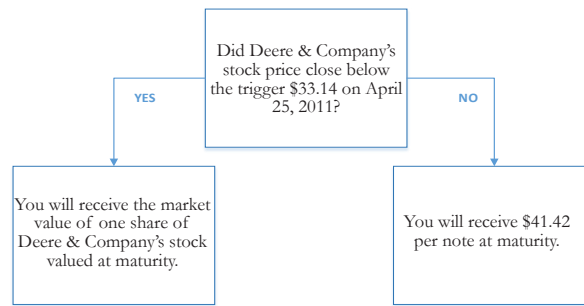 Did Deere & Company’s
stock price close below
the trigger $33.14 on April
25, 2011?
YES
NO
You will receive the market
value of one share of
Deere & Company’s stock
valued at maturity.
You will receive $41.42
per note at maturity.